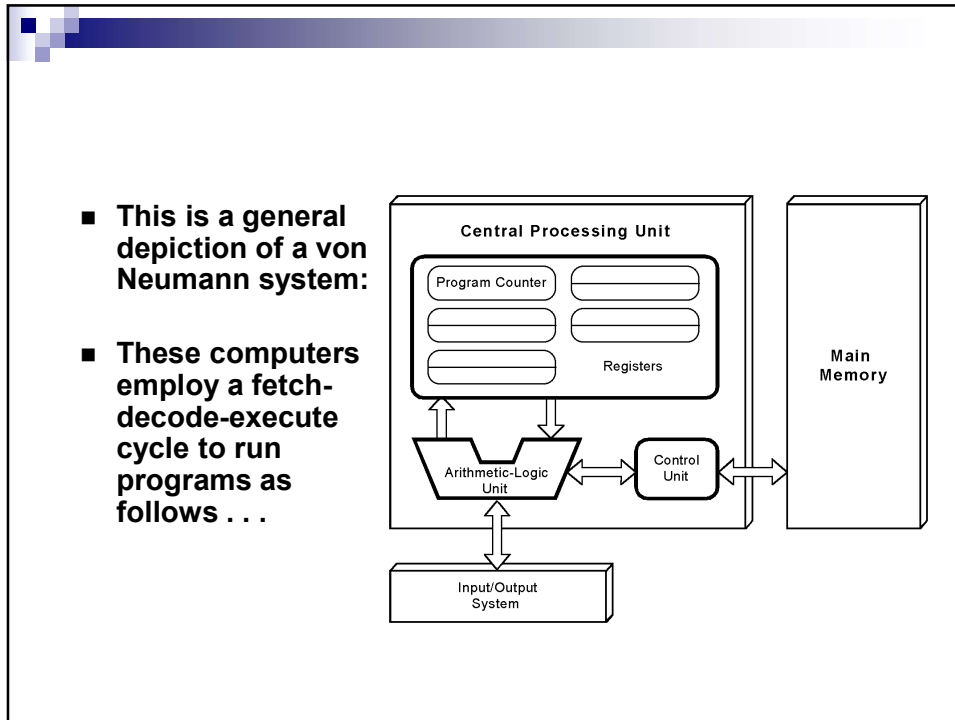 ■ This is a general
depiction of a von
Neumann system:
■ These computers
employ a fetch-
decode-execute
cycle to run
programs as
follows . . .
Central Processing Unit
Program Counter
Registers
Arithmetic-Logic
Unit
Control
Unit
Main
Memory
Input/Output
System